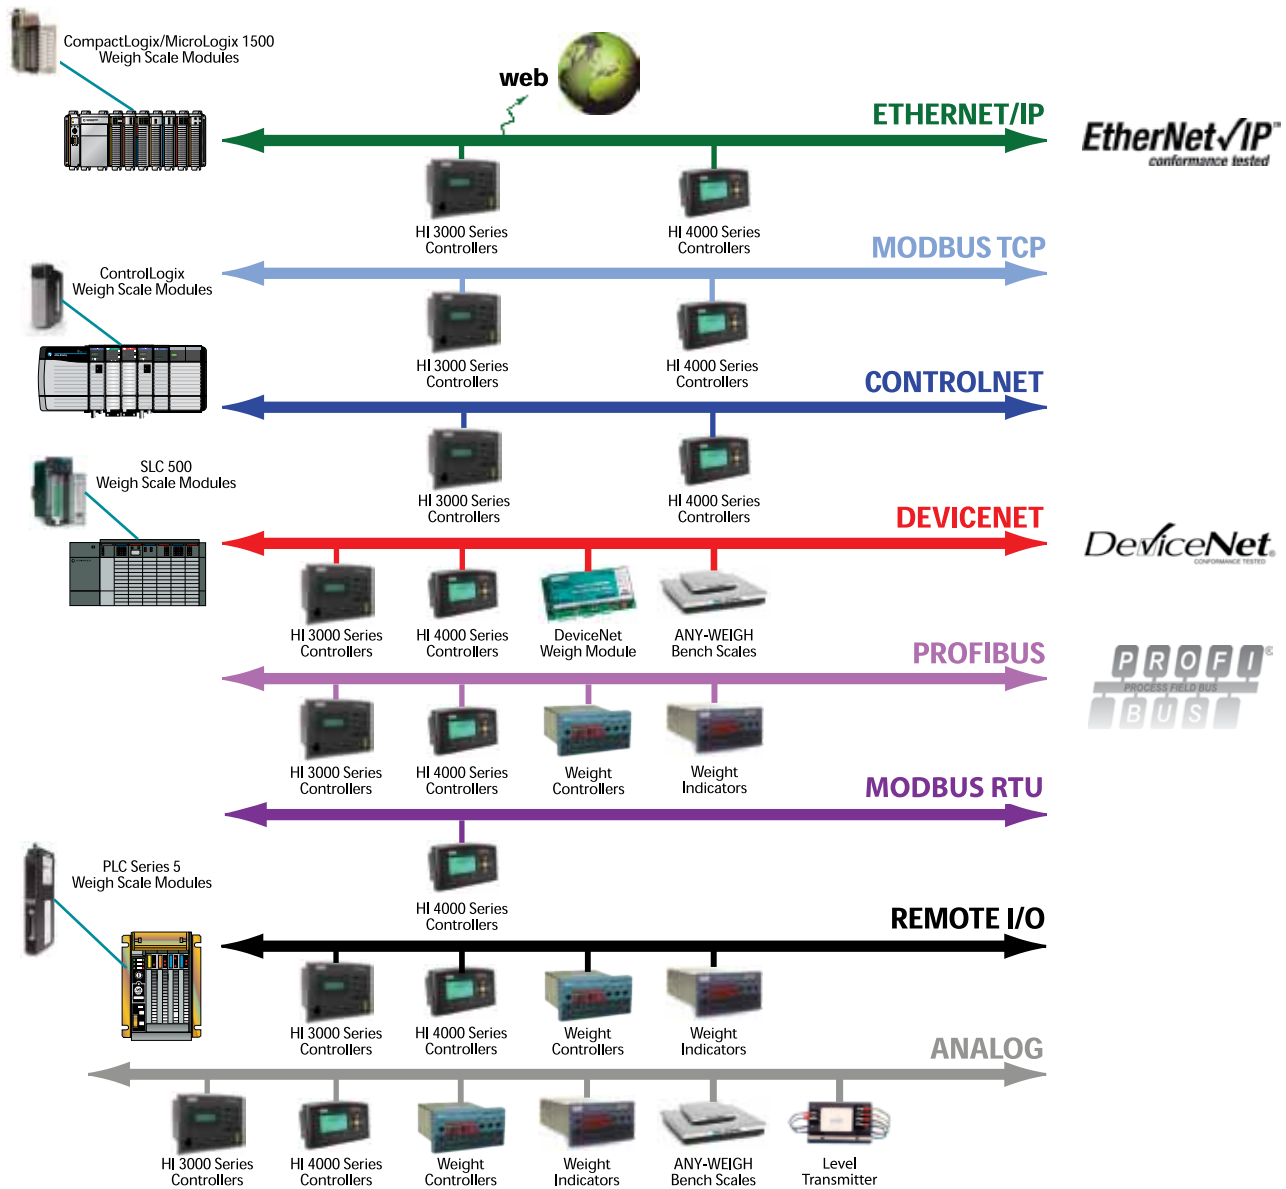 CompactLogix/MicroLogix 1500
Weigh Scale Modules
web
ETHERNET/IP
EtherNet/IP™
conformance tested
HI 3000 Series
Controllers
HI 4000 Series
Controllers
MODBUS TCP
ControlLogix
Weigh Scale Modules
HI 3000 Series
Controllers
HI 4000 Series
Controllers
CONTROLNET
SLC 500
Weigh Scale Modules
HI 3000 Series
Controllers
HI 4000 Series
Controllers
DEVICENET
DeviceNet®
CONFORMANCE TESTED
HI 3000 Series
Controllers
HI 4000 Series
Controllers
DeviceNet
Weigh Module
ANY-WEIGH
Bench Scales
PROFIBUS
PROFI®
PROCESS FIELD BUS
BUS
HI 3000 Series
Controllers
HI 4000 Series
Controllers
Weight
Controllers
Weight
Indicators
MODBUS RTU
PLC Series 5
Weigh Scale Modules
HI 4000 Series
Controllers
REMOTE I/O
HI 3000 Series
Controllers
HI 4000 Series
Controllers
Weight
Controllers
Weight
Indicators
ANALOG
HI 3000 Series
Controllers
HI 4000 Series
Controllers
Weight
Controllers
Weight
Indicators
ANY-WEIGH
Bench Scales
Level
Transmitter